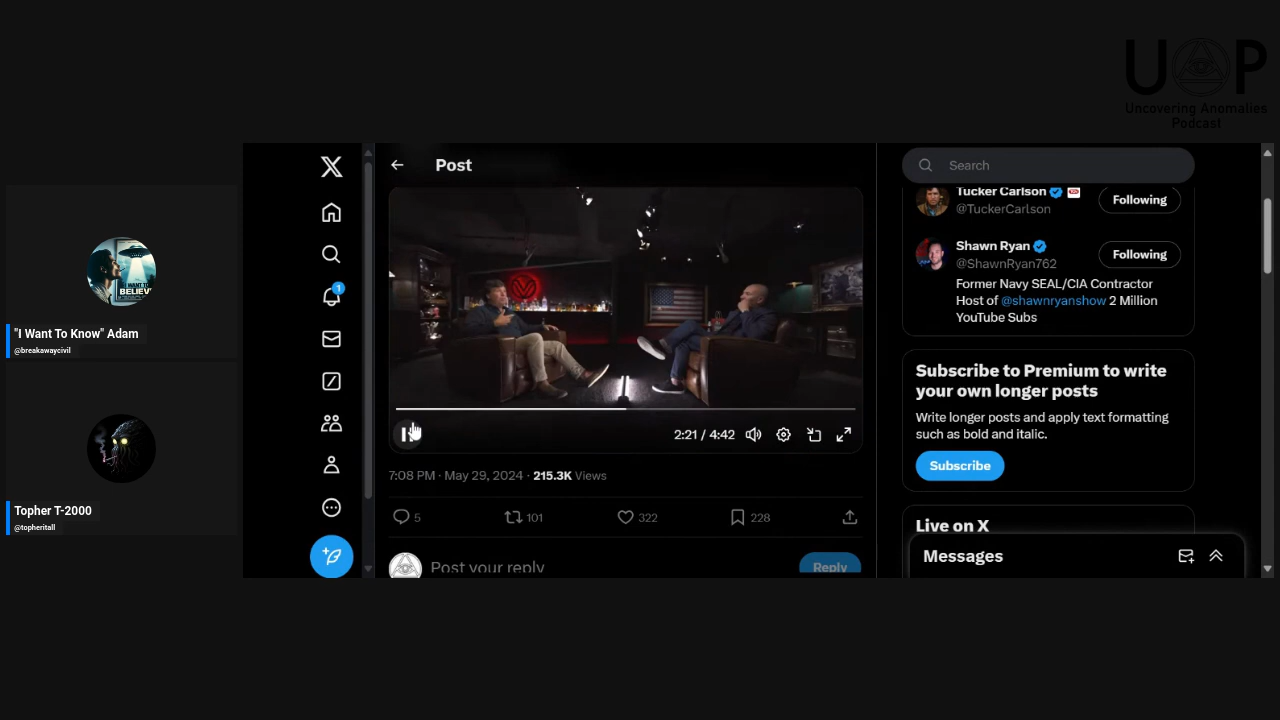 UAP
Uncovering Anomalies
Podcast
"I Want To Know" Adam
@breakawaycivil
Topher T-2000
@topheritall
I WANT TO
BELIEV
X
Post
2:21 / 4:42
7:08 PM · May 29, 2024 · 215.3K Views
5
101
322
228
Post your reply
Reply
1
Search
Tucker Carlson
@TuckerCarlson
Following
Shawn Ryan
@ShawnRyan762
Following
Former Navy SEAL/CIA Contractor
Host of @shawnryanshow 2 Million
YouTube Subs
Subscribe to Premium to write
your own longer posts
Write longer posts and apply text formatting
such as bold and italic.
Subscribe
Live on X
Messages